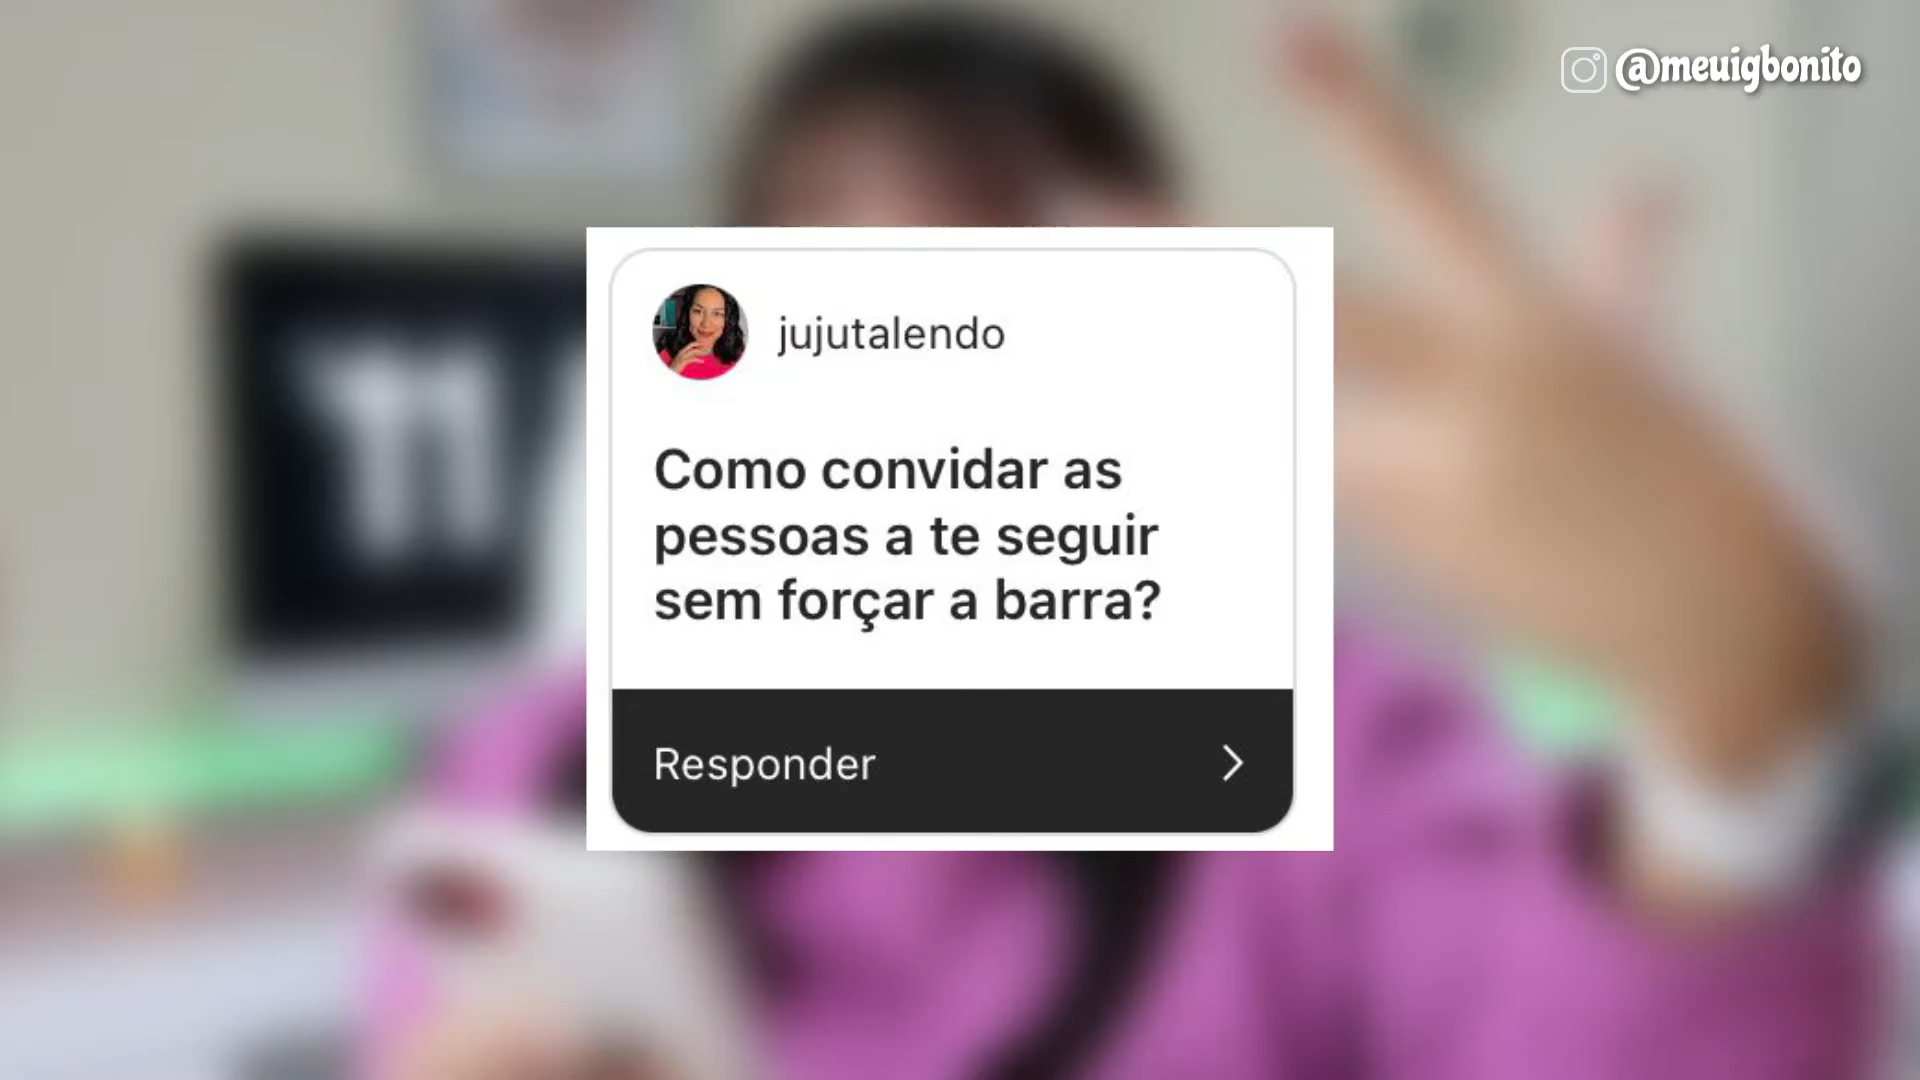 @meuigbonito
jujutalendo
Como convidar as
pessoas a te seguir
sem forçar a barra?
Responder